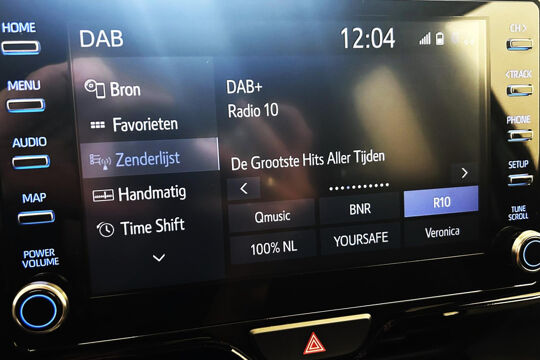 HOME
DAB
12:04
CH>
MENU
Bron
DAB+
<TRACK
Favorieten
Radio 10
AUDIO
Zenderlijst
De Grootste Hits Aller Tijden
PHONE
MAP
Handmatig
<
>
SETUP
Qmusic
BNR
R10
Time Shift
100% NL
YOURSAFE
Veronica
TUNE
SCROLL
POWER
VOLUME